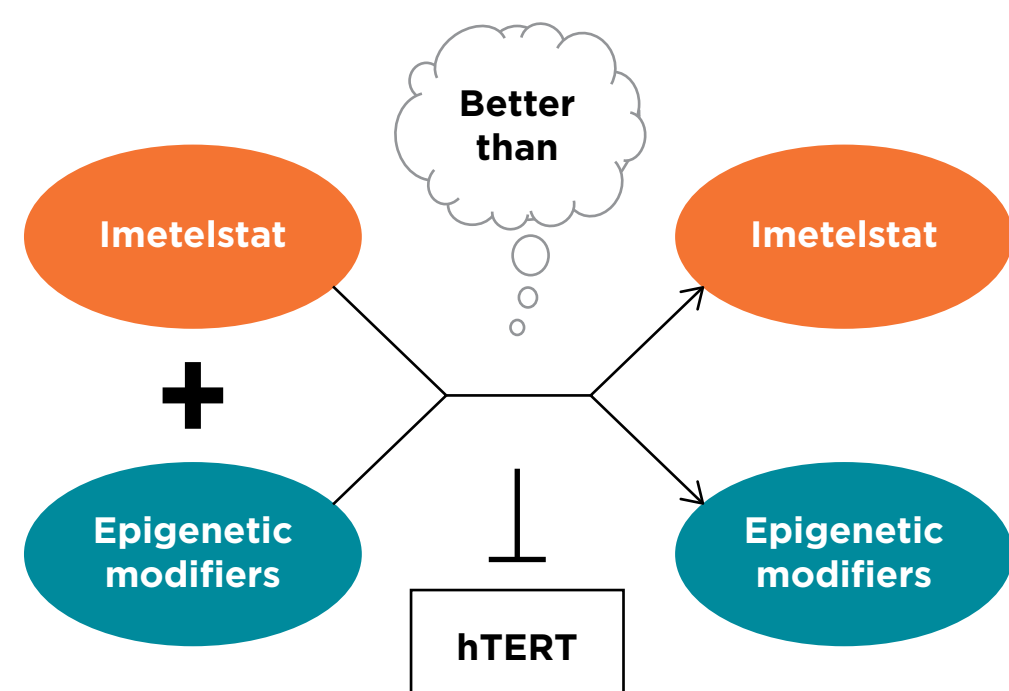 Better
than
Imetelstat
Imetelstat
+
Epigenetic
modifiers
Epigenetic
modifiers
hTERT